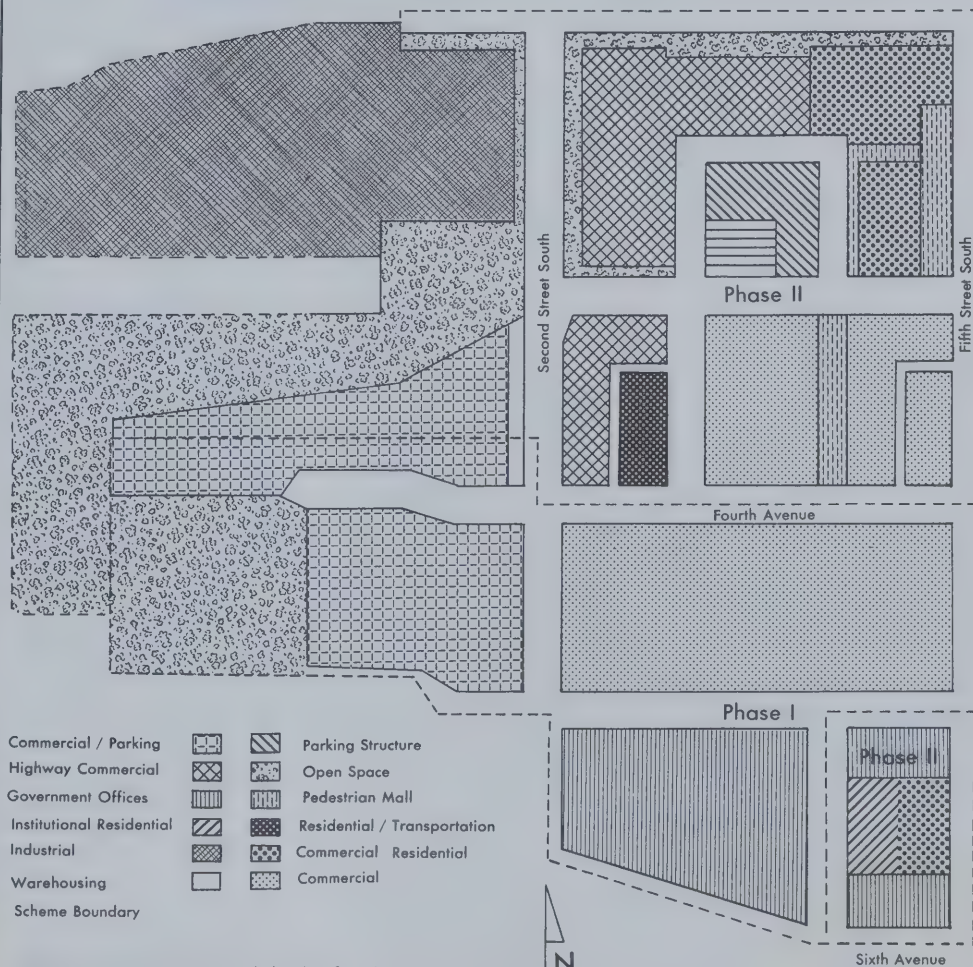 Second Street South
Fifth Street South
Phase II
Fourth Avenue
Phase I
Phase II
Commercial / Parking
Highway Commercial
Government Offices
Institutional Residential
Industrial
Warehousing
Scheme Boundary
Parking Structure
Open Space
Pedestrian Mall
Residential / Transportation
Commercial Residential
Commercial
N
Sixth Avenue